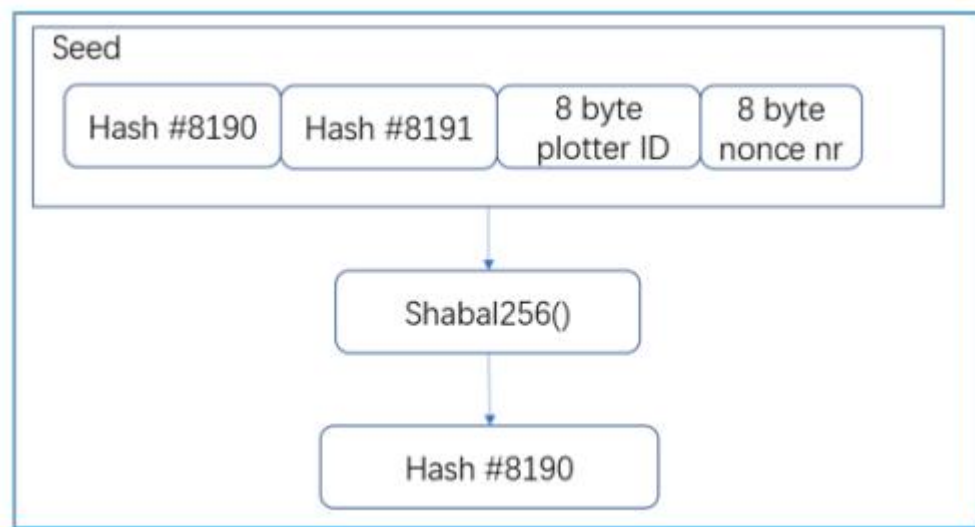 Seed
Hash #8190
Hash #8191
8 byte
plotter ID
8 byte
nonce nr
Shabal256()
Hash #8190